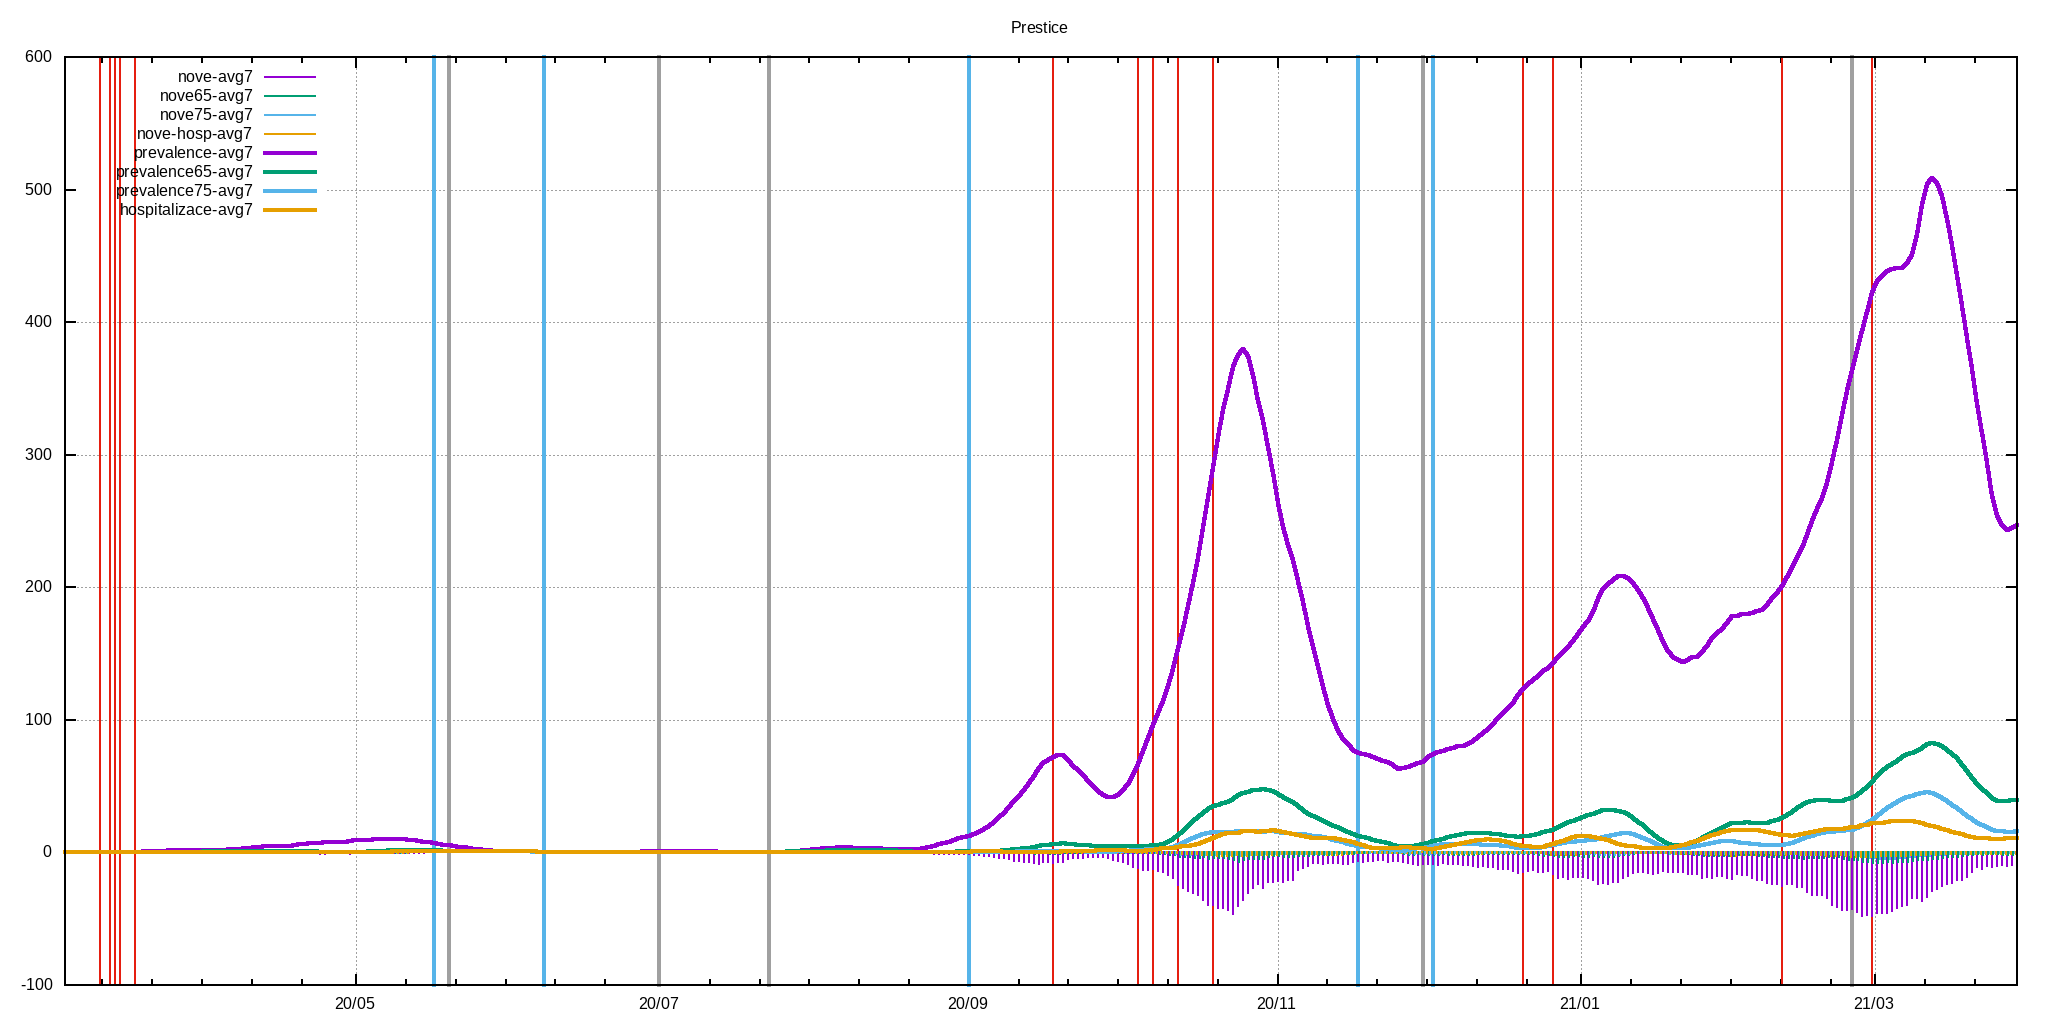 Prestice
600
500
400
300
200
100
0
-100
nove-avg7
nove65-avg7
nove75-avg7
nove-hosp-avg7
prevalence-avg7
prevalence65-avg7
prevalence75-avg7
hospitalizace-avg7
20/05 20/07 20/09 20/11 21/01 21/03